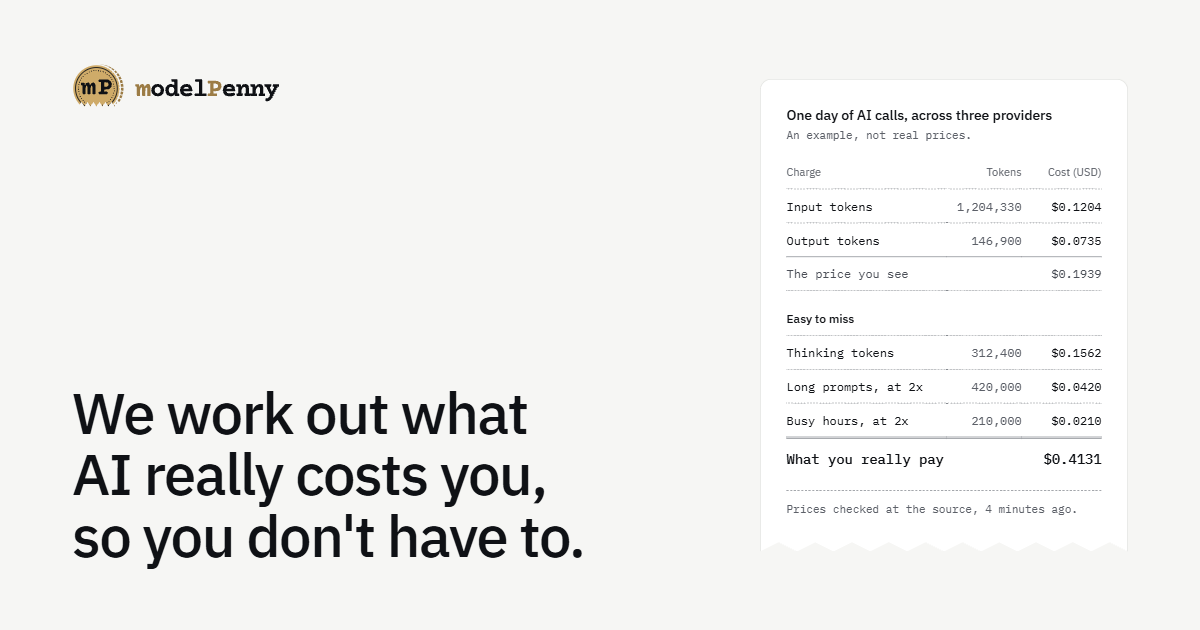 mP modelPenny
We work out what
AI really costs you,
so you don't have to.
One day of AI calls, across three providers
An example, not real prices.
Charge Tokens Cost (USD)
Input tokens 1,204,330 $0.1204
Output tokens 146,900 $0.0735
The price you see $0.1939
Easy to miss
Thinking tokens 312,400 $0.1562
Long prompts, at 2x 420,000 $0.0420
Busy hours, at 2x 210,000 $0.0210
What you really pay $0.4131
Prices checked at the source, 4 minutes ago.